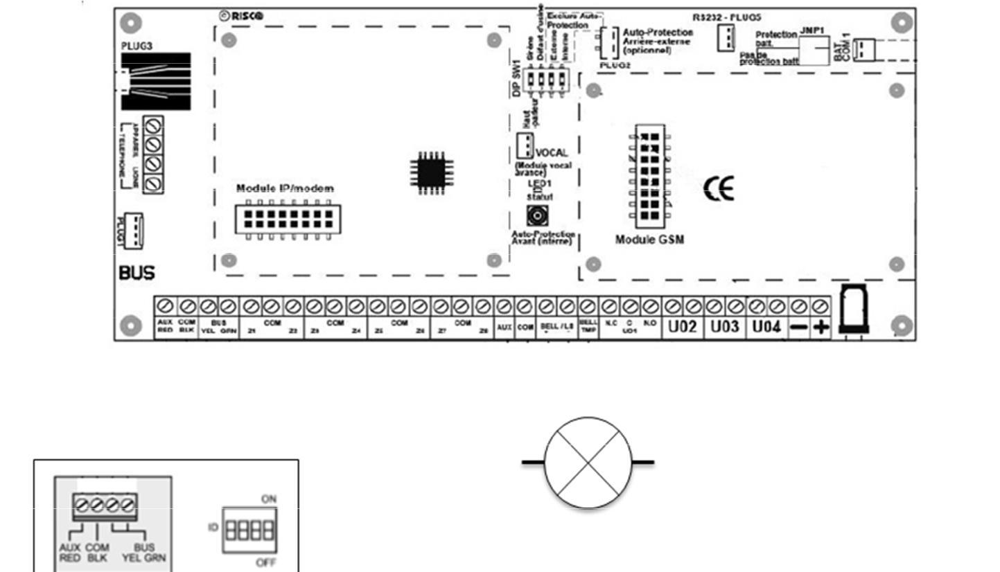 RISCO
PLUG3
APPAREIL LIGNE
TELEPHONE
PLUG1
BUS
Module IP/modem
Sirène
Défaut d'usine
Exclure Auto-
Protection
Externe
Interne
DIP SW1
Haut
parleur
VOCAL
(Module vocal
avancé)
LED1
Statut
Auto-Protection
Avant (interne)
Auto-Protection
Arrière-externe
(optionnel)
PLUG2
RS232 - PLUG5
Protection
batt.
JMP1
Pas de
protection batt
BAT
COM 1
Module GSM
CE
AUX COM BUS COM COM COM COM AUX COM BELL / LS BELL N.C C N.O U02 U03 U04 − +
RED BLK YEL GRN Z1 Z2 Z3 Z4 Z5 Z6 Z7 Z8 TMP UO1
ON
ID
OFF
AUX COM BUS
RED BLK YEL GRN